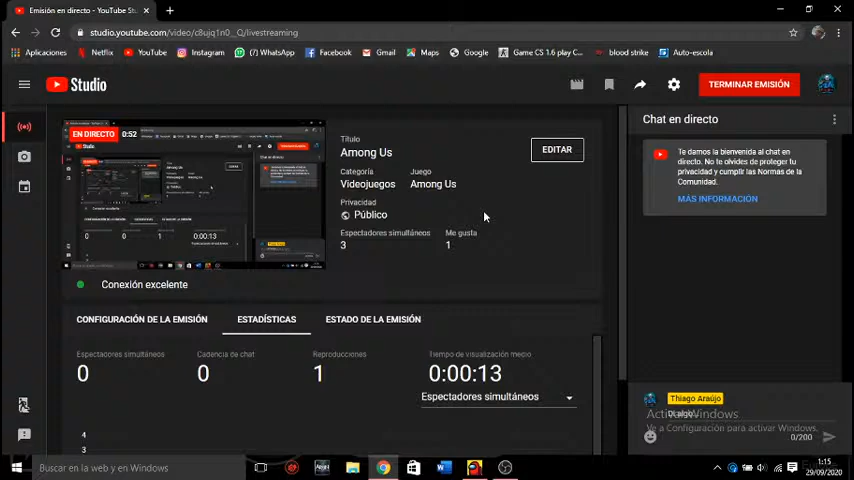 Emisión en directo - YouTube Stu
studio.youtube.com/video/c8ujq1n0_Q/livestreaming
Aplicaciones Netflix YouTube Instagram (7) WhatsApp Facebook Gmail Maps Google Game CS 1.6 play C... blood strike Auto-escola
Studio
TERMINAR EMISIÓN
EN DIRECTO 0:52
Título
Among Us
EDITAR
Categoría Juego
Videojuegos Among Us
Privacidad
Público
Espectadores simultáneos Me gusta
3 1
Conexión excelente
CONFIGURACIÓN DE LA EMISIÓN ESTADÍSTICAS ESTADO DE LA EMISIÓN
Espectadores simultáneos Cadencia de chat Reproducciones Tiempo de visualización medio
0 0 1 0:00:13
Espectadores simultáneos
4
3
Chat en directo
Te damos la bienvenida al chat en
directo. No te olvides de proteger tu
privacidad y cumplir las Normas de la
Comunidad.
MÁS INFORMACIÓN
Thiago Araújo
Di algo...
Activar Windows
Ve a Configuración para activar Windows.
0/200
Buscar en la web y en Windows
1:15
29/09/2020